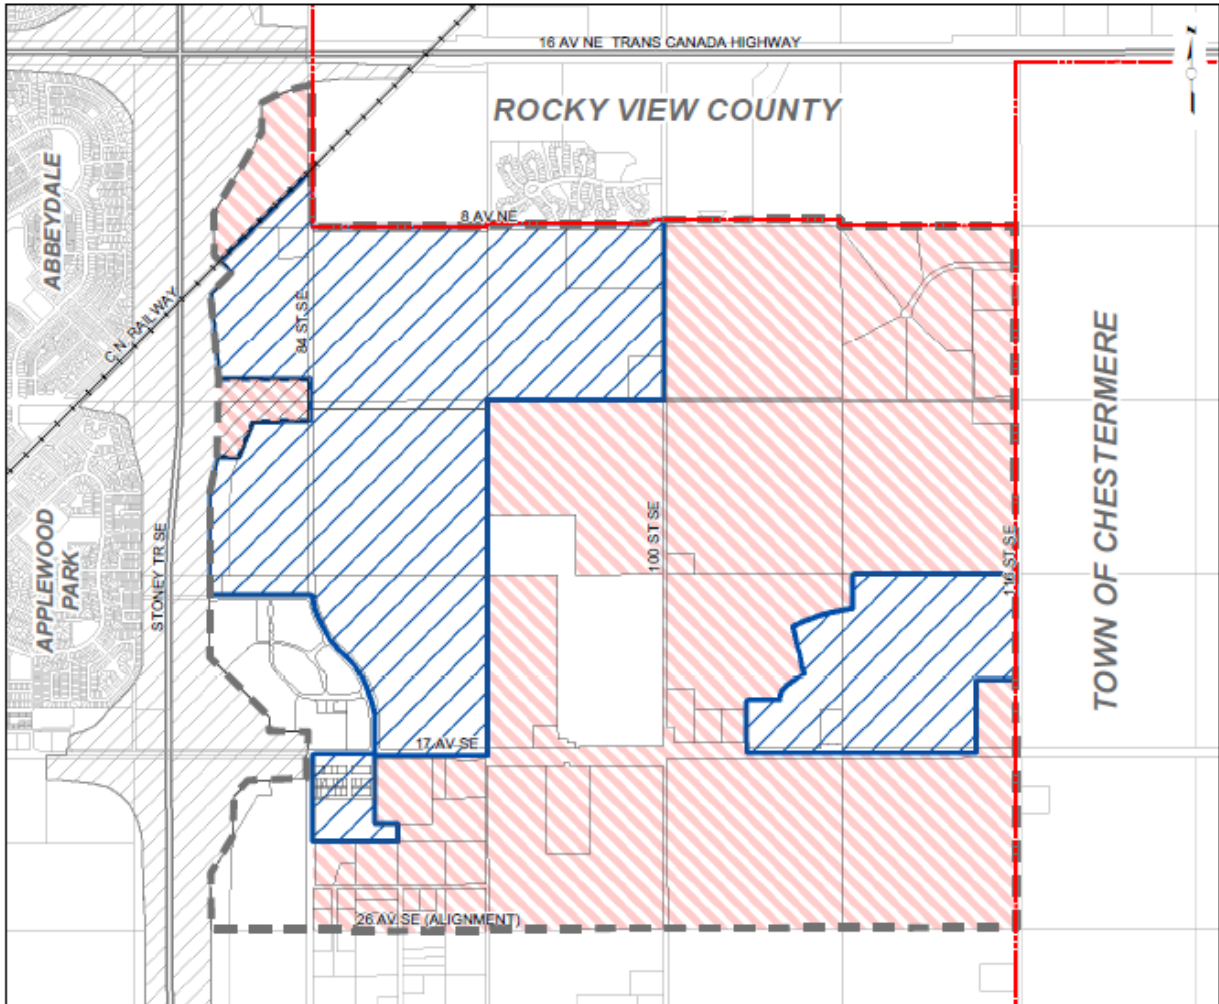 16 AV NE TRANS CANADA HIGHWAY
ROCKY VIEW COUNTY
ABBEYDALE
8 AV NE
C.N. RAILWAY
84 ST SE
TOWN OF CHESTERMERE
APPLEWOOD
PARK
STONEY TR SE
100 ST SE
116 ST SE
17 AV SE
26 AV SE (ALIGNMENT)